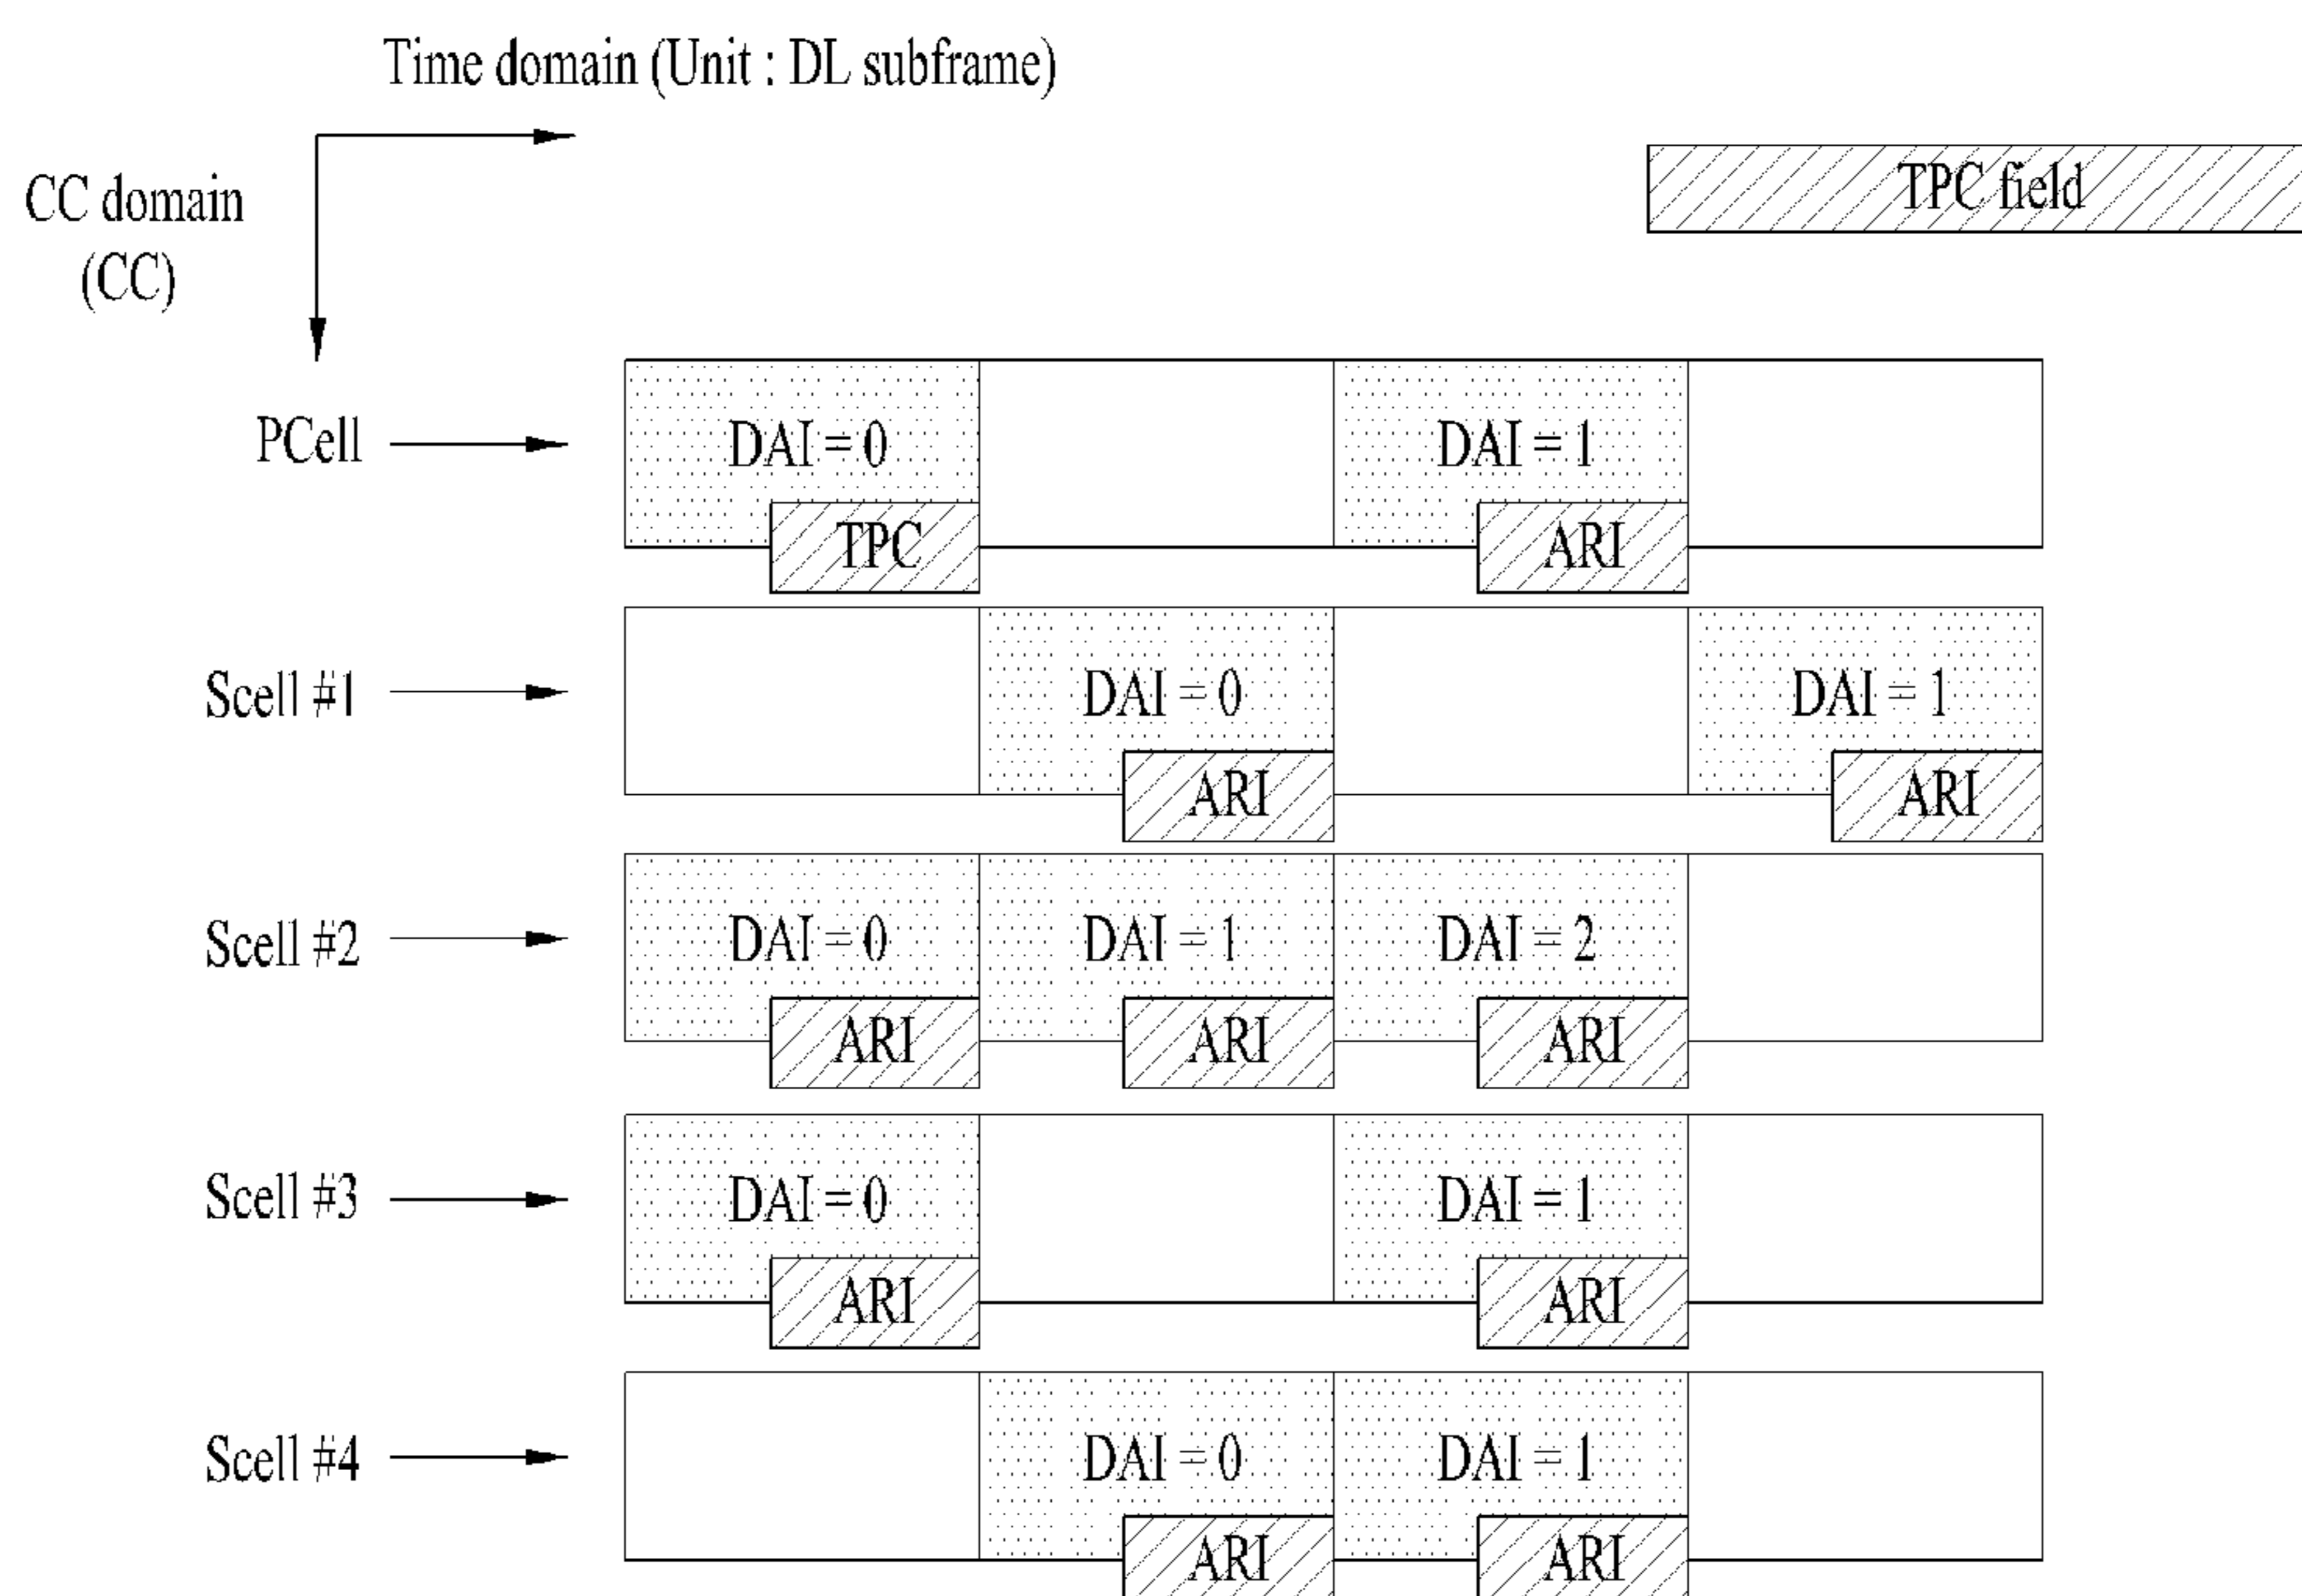 Time domain (Unit : DL subframe)
CC domain
(CC)
TPC field
PCell
DAI = 0
DAI = 1
TPC
ARI
Scell #1
DAI = 0
DAI = 1
ARI
ARI
Scell #2
DAI = 0
DAI = 1
DAI = 2
ARI
ARI
ARI
Scell #3
DAI = 0
DAI = 1
ARI
ARI
Scell #4
DAI = 0
DAI = 1
ARI
ARI